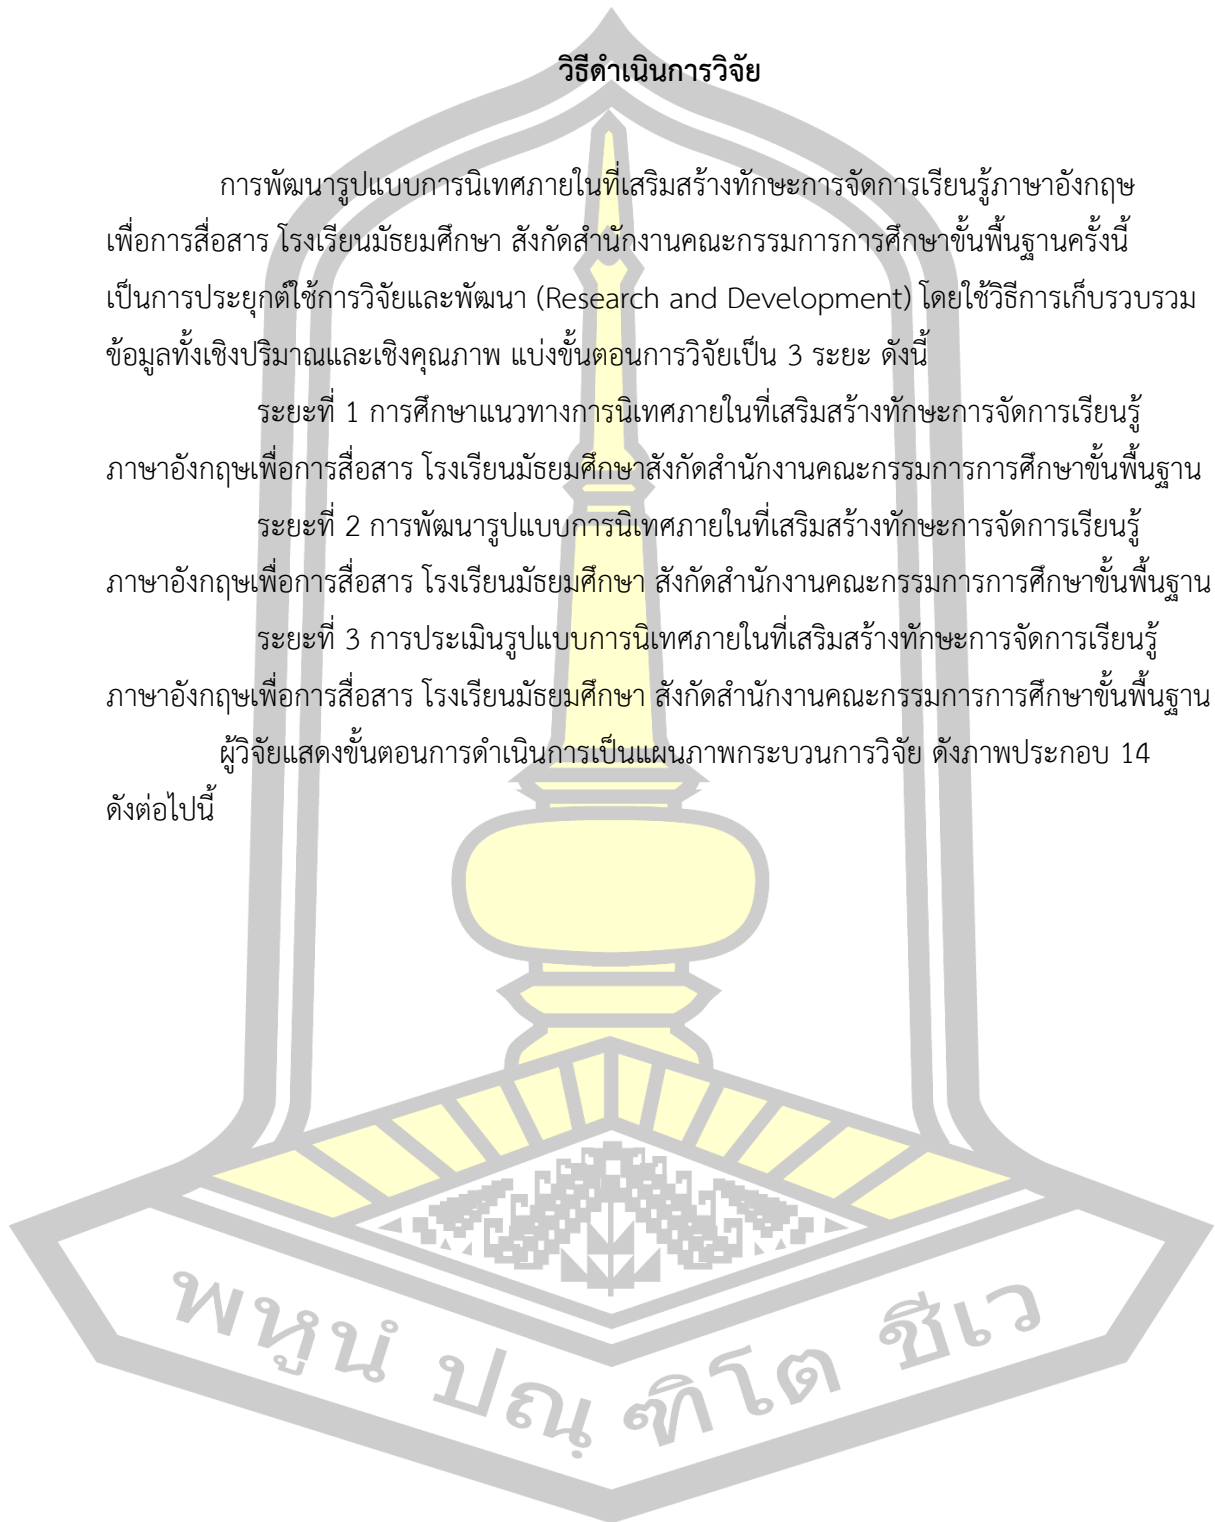 วิธีดำเนินการวิจัย
การพัฒนารูปแบบการนิเทศภายในที่เสริมสร้างทักษะการจัดการเรียนรู้ภาษาอังกฤษ
เพื่อการสื่อสาร โรงเรียนมัธยมศึกษา สังกัดสำนักงานคณะกรรมการการศึกษาขั้นพื้นฐานครั้งนี้
เป็นการประยุกต์ใช้การวิจัยและพัฒนา (Research and Development) โดยใช้วิธีการเก็บรวบรวม
ข้อมูลทั้งเชิงปริมาณและเชิงคุณภาพ แบ่งขั้นตอนการวิจัยเป็น 3 ระยะ ดังนี้
ระยะที่ 1 การศึกษาแนวทางการนิเทศภายในที่เสริมสร้างทักษะการจัดการเรียนรู้
ภาษาอังกฤษเพื่อการสื่อสาร โรงเรียนมัธยมศึกษาสังกัดสำนักงานคณะกรรมการการศึกษาขั้นพื้นฐาน
ระยะที่ 2 การพัฒนารูปแบบการนิเทศภายในที่เสริมสร้างทักษะการจัดการเรียนรู้
ภาษาอังกฤษเพื่อการสื่อสาร โรงเรียนมัธยมศึกษา สังกัดสำนักงานคณะกรรมการการศึกษาขั้นพื้นฐาน
ระยะที่ 3 การประเมินรูปแบบการนิเทศภายในที่เสริมสร้างทักษะการจัดการเรียนรู้
ภาษาอังกฤษเพื่อการสื่อสาร โรงเรียนมัธยมศึกษา สังกัดสำนักงานคณะกรรมการการศึกษาขั้นพื้นฐาน
ผู้วิจัยแสดงขั้นตอนการดำเนินการเป็นแผนภาพกระบวนการวิจัย ดังภาพประกอบ 14
ดังต่อไปนี้
พหูนํ ปณฺฑิโต ชีเว